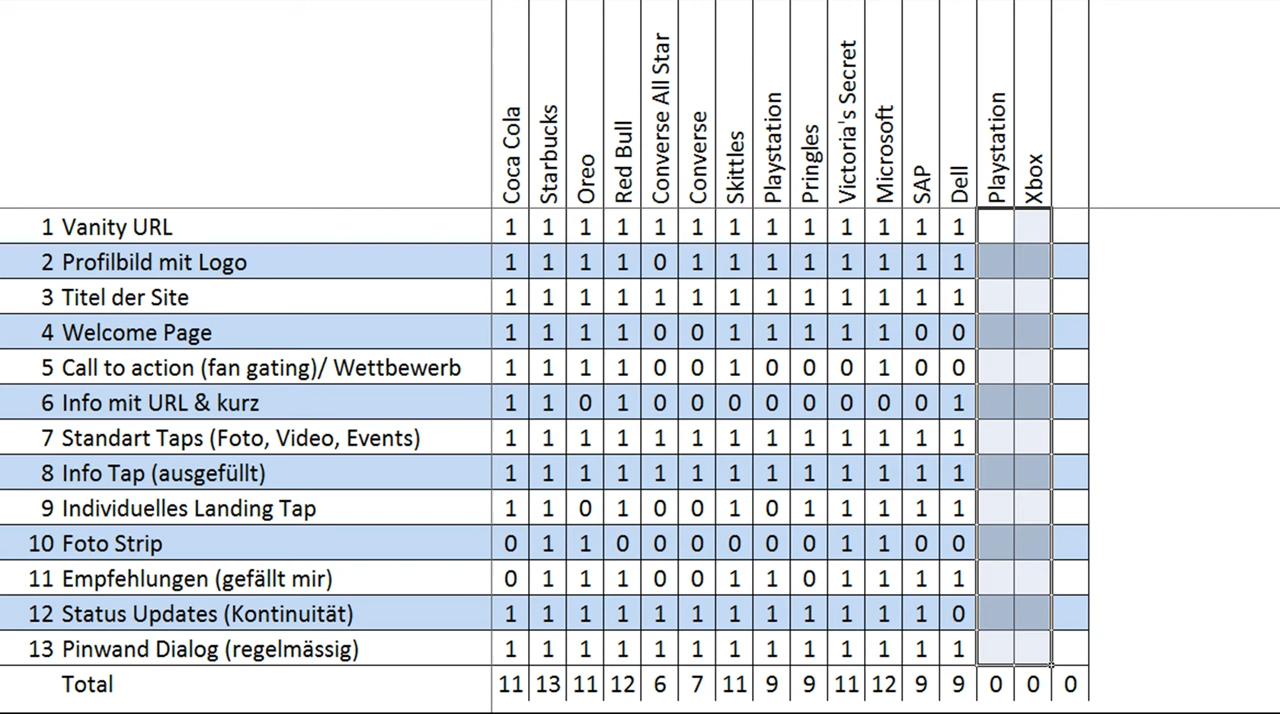 Coca Cola Starbucks Oreo Red Bull Converse All Star Converse Skittles Playstation Pringles Victoria's Secret Microsoft SAP Dell Playstation Xbox
1 Vanity URL 1 1 1 1 1 1 1 1 1 1 1 1 1
2 Profilbild mit Logo 1 1 1 1 0 1 1 1 1 1 1 1 1
3 Titel der Site 1 1 1 1 1 1 1 1 1 1 1 1 1
4 Welcome Page 1 1 1 1 0 0 1 1 1 1 1 0 0
5 Call to action (fan gating)/ Wettbewerb 1 1 1 1 0 0 1 0 0 0 1 0 0
6 Info mit URL & kurz 1 1 0 1 0 0 0 0 0 0 0 0 1
7 Standart Taps (Foto, Video, Events) 1 1 1 1 1 1 1 1 1 1 1 1 1
8 Info Tap (ausgefüllt) 1 1 1 1 1 1 1 1 1 1 1 1 1
9 Individuelles Landing Tap 1 1 0 1 0 0 1 0 1 1 1 1 1
10 Foto Strip 0 1 1 0 0 0 0 0 0 1 1 0 0
11 Empfehlungen (gefällt mir) 0 1 1 1 0 0 1 1 0 1 1 1 1
12 Status Updates (Kontinuität) 1 1 1 1 1 1 1 1 1 1 1 1 0
13 Pinwand Dialog (regelmässig) 1 1 1 1 1 1 1 1 1 1 1 1 1
Total 11 13 11 12 6 7 11 9 9 11 12 9 9 0 0 0